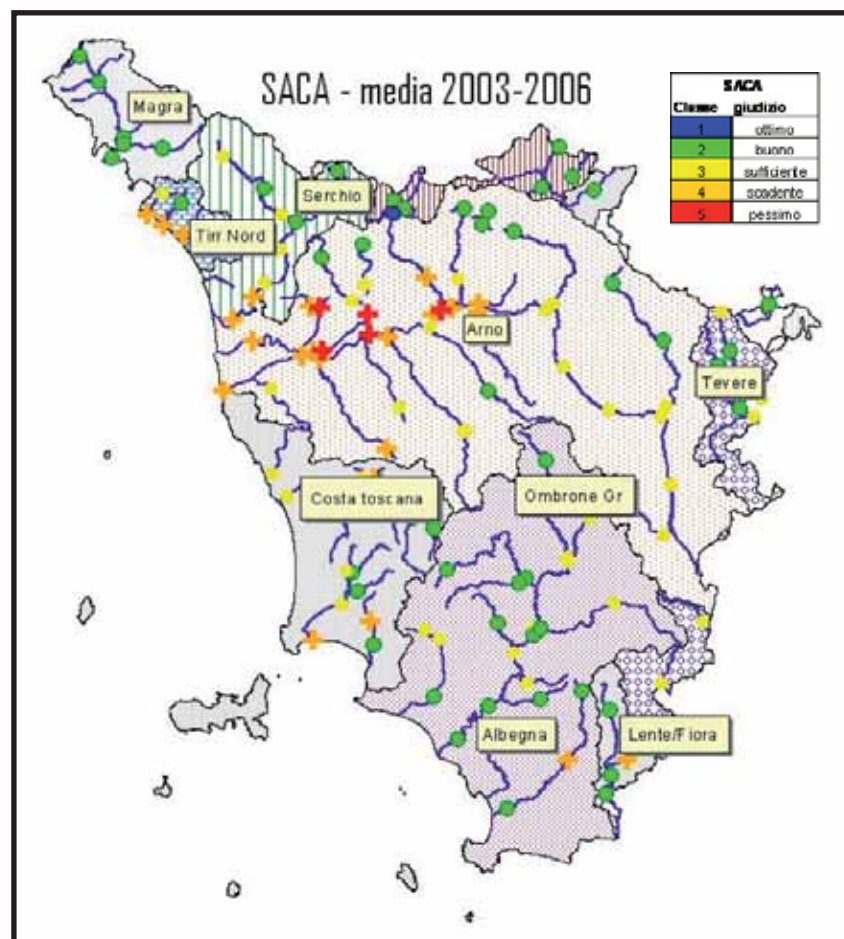 SACA - media 2003-2006
SACA
Classe giudizio
1 ottimo
2 buono
3 sufficiente
4 scadente
5 pessimo
Magra
Serchio
Tirr Nord
Arno
Tevere
Costa toscana
Ombrone Gr
Albegna
Lente/Fiora